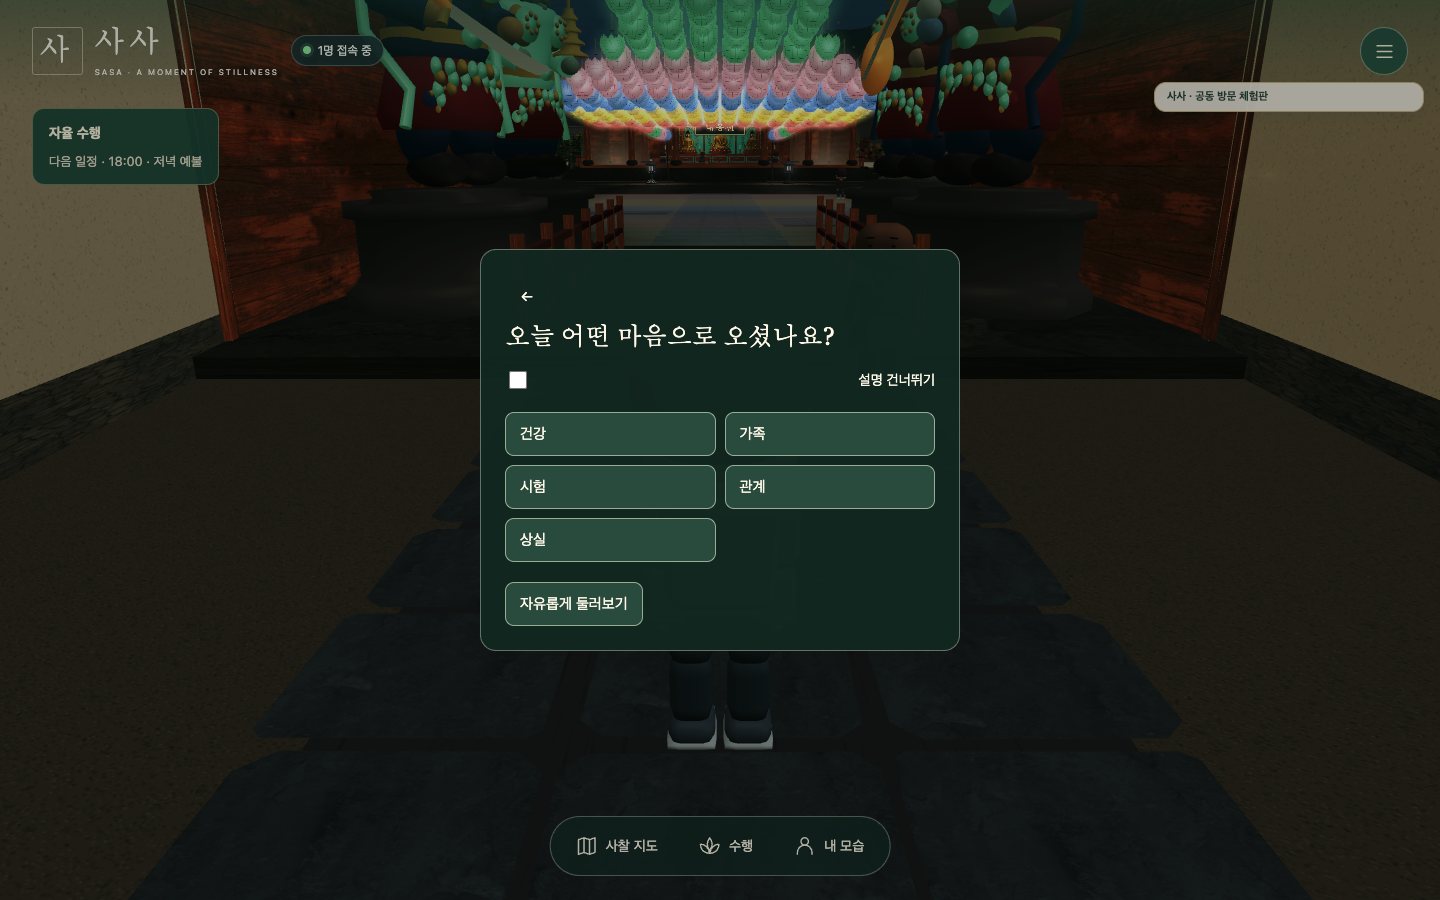 사
사사
SASA · A MOMENT OF STILLNESS
1명 접속 중
사사 · 공동 방문 체험판
자율 수행
다음 일정 · 18:00 · 저녁 예불
오늘 어떤 마음으로 오셨나요?
설명 건너뛰기
건강
가족
시험
관계
상실
자유롭게 둘러보기
사찰 지도
수행
내 모습